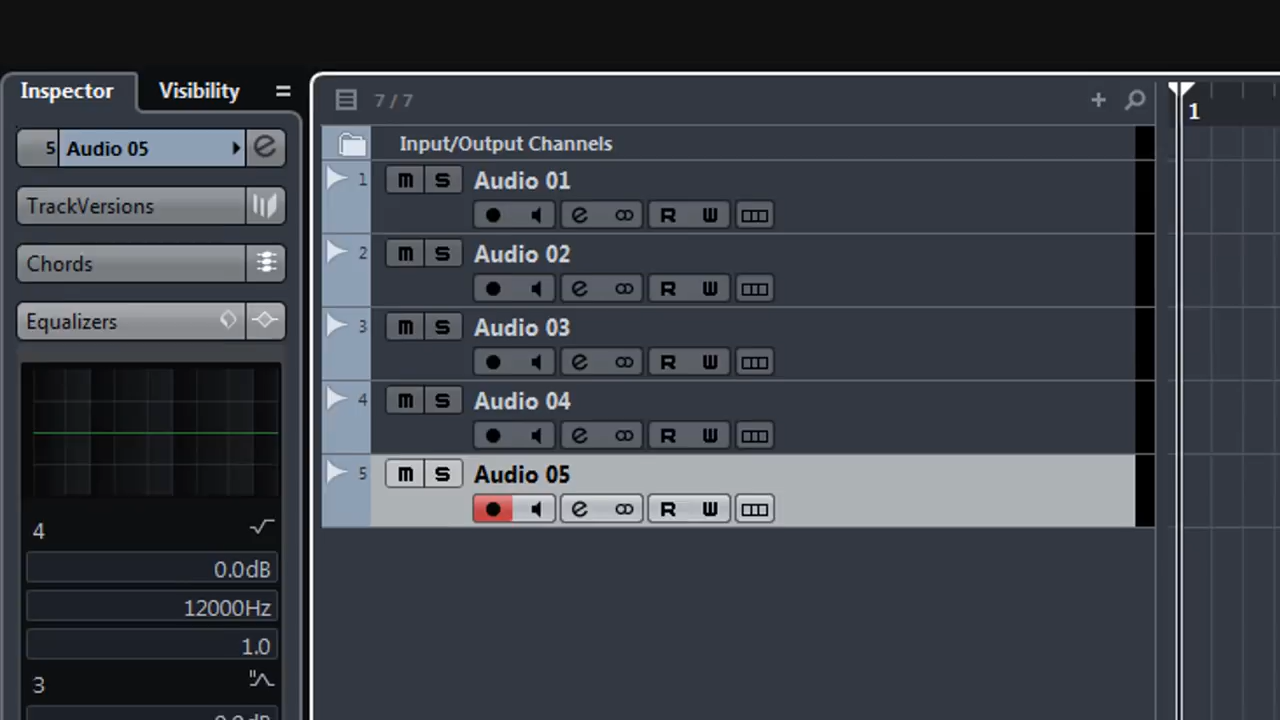 Inspector
Visibility
5 Audio 05
TrackVersions
Chords
Equalizers
4
0.0dB
12000Hz
1.0
3
7 / 7
Input/Output Channels
1 m S Audio 01
e R W
2 m S Audio 02
e R W
3 m S Audio 03
e R W
4 m S Audio 04
e R W
5 m S Audio 05
e R W
1